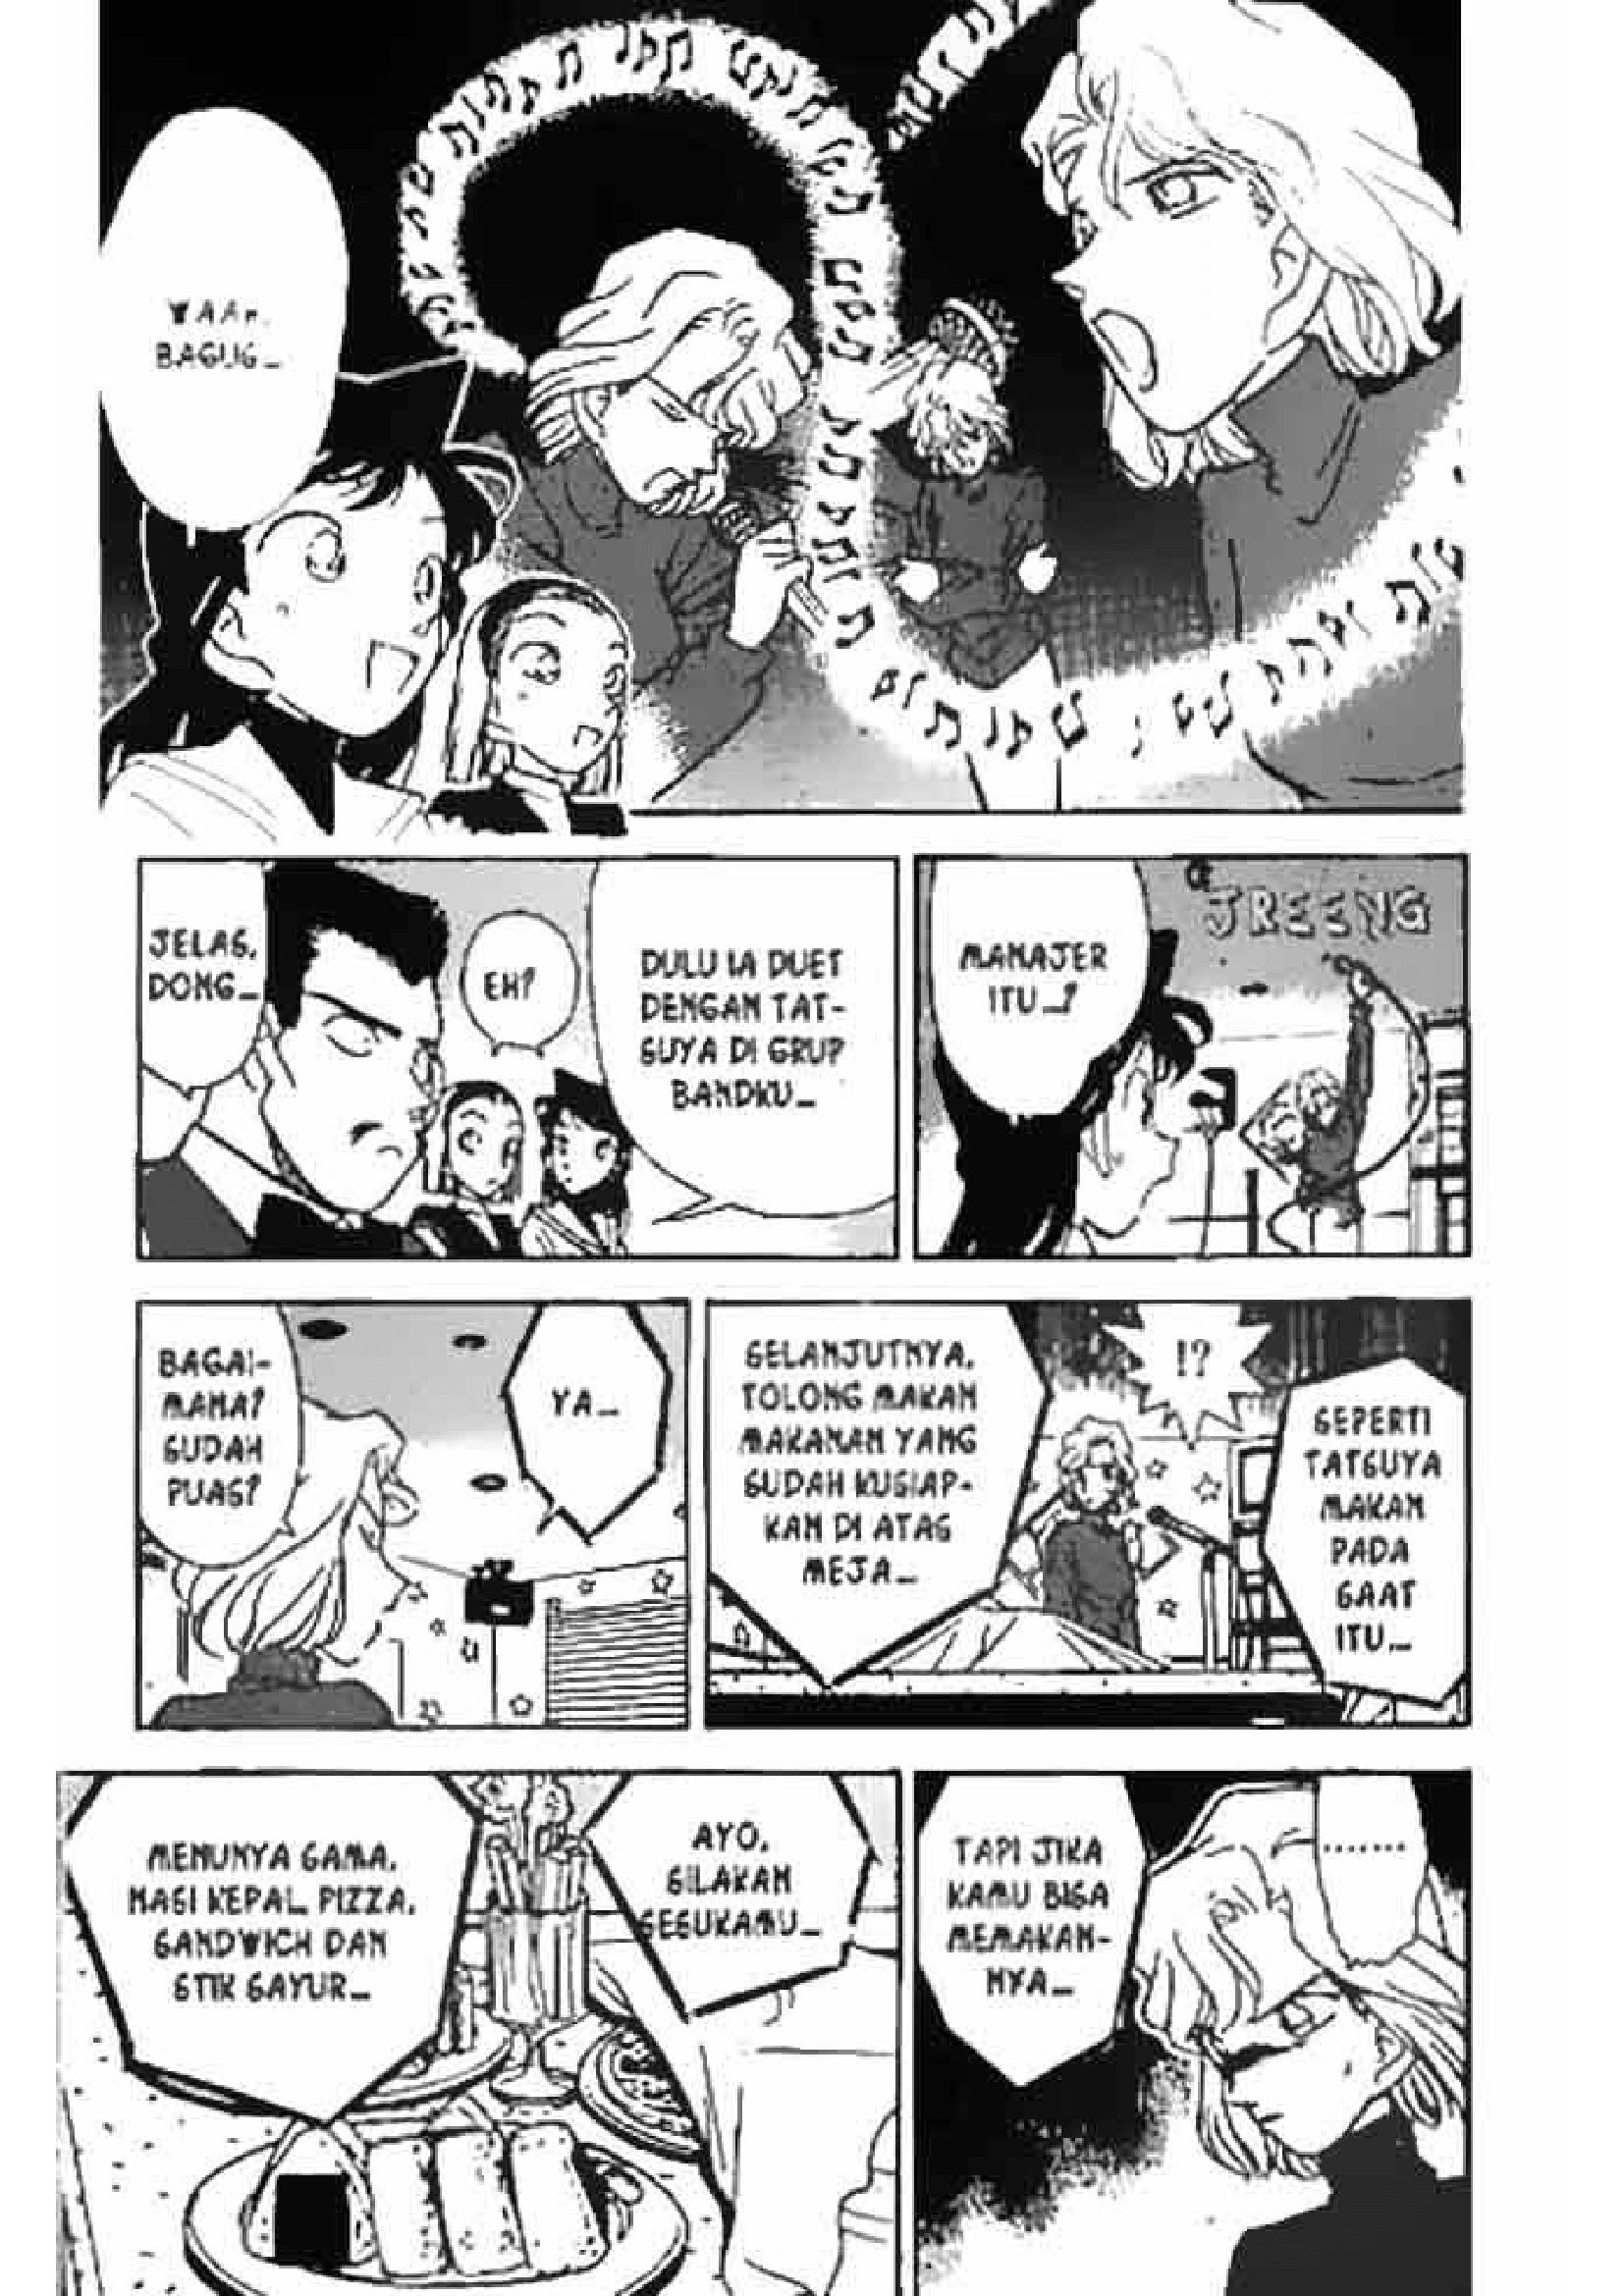 WAAH,
BAGUS...
MANAJER
ITU...?
JREENG
DULU IA DUET
DENGAN TAT-
SUYA DI GRUP
BANDKU...
EH?
JELAS,
DONG...
SEPERTI
TATSUYA
MAKAN
PADA
SAAT
ITU...
!?
SELANJUTNYA,
TOLONG MAKAN
MAKANAN YANG
SUDAH KUSIAP-
KAN DI ATAS
MEJA...
YA...
BAGAI-
MANA?
SUDAH
PUAS?
........
TAPI JIKA
KAMU BISA
MEMAKAN-
NYA...
AYO,
SILAKAN
SESUKAMU...
MENUNYA SAMA,
NASI KEPAL, PIZZA,
SANDWICH DAN
STIK SAYUR...